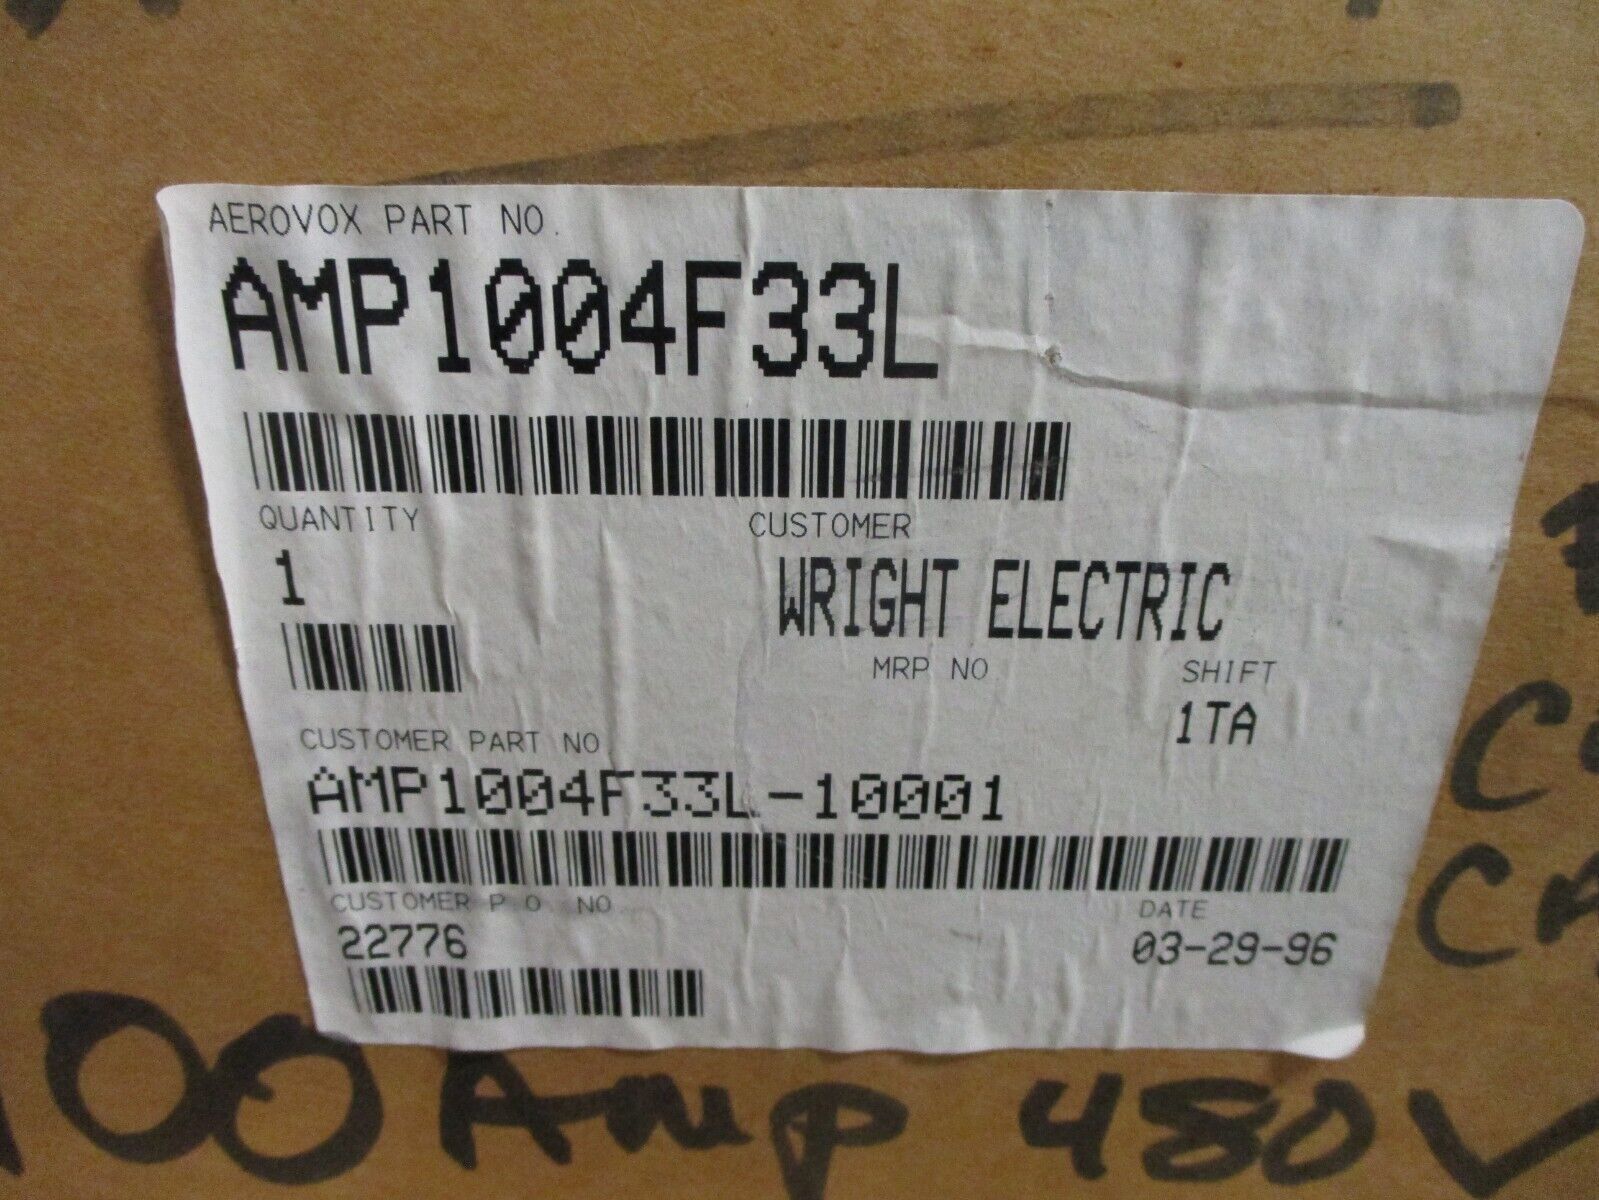 AEROVOX PART NO.
AMP1004F33L
QUANTITY CUSTOMER
1 WRIGHT ELECTRIC
MRP NO. SHIFT
1TA
CUSTOMER PART NO.
AMP1004F33L-10001
CUSTOMER P.O. NO. DATE
22776 03-29-96
100 Amp 480V